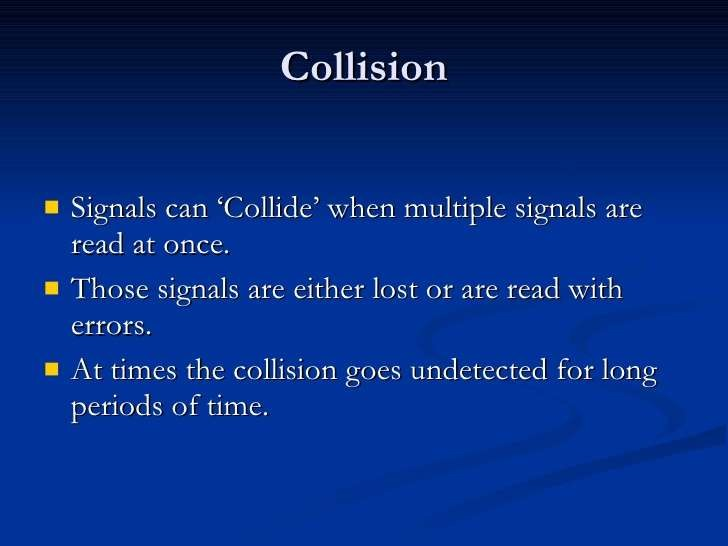 Collision
Signals can ‘Collide’ when multiple signals are
read at once.
Those signals are either lost or are read with
errors.
At times the collision goes undetected for long
periods of time.